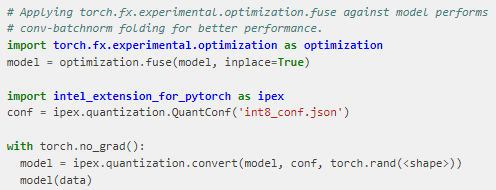 # Applying torch.fx.experimental.optimization.fuse against model performs
# conv-batchnorm folding for better performance.
import torch.fx.experimental.optimization as optimization
model = optimization.fuse(model, inplace=True)
import intel_extension_for_pytorch as ipex
conf = ipex.quantization.QuantConf('int8_conf.json')
with torch.no_grad():
  model = ipex.quantization.convert(model, conf, torch.rand(<shape>))
  model(data)